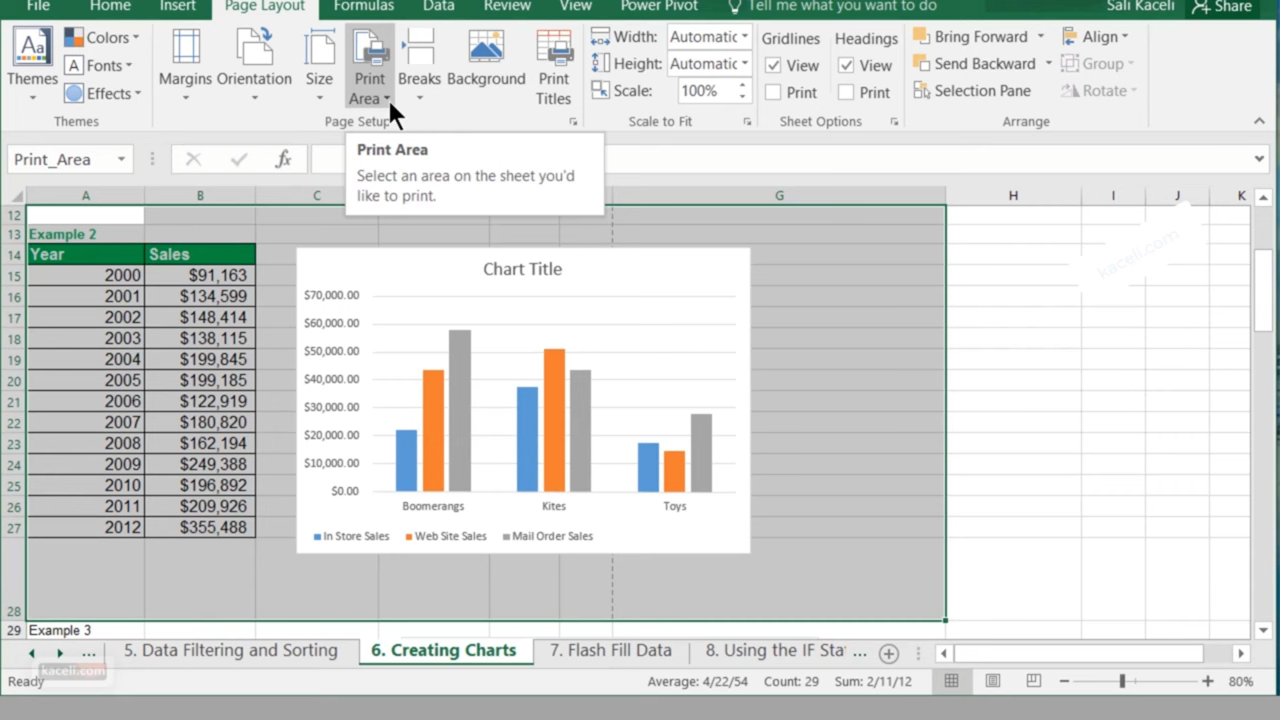 File Home Insert Page Layout Formulas Data Review View Power Pivot Tell me what you want to do Sali Kaceli Share
Themes
Colors
Fonts
Effects
Margins
Orientation
Size
Print Area
Breaks
Background
Print Titles
Width: Automatic
Height: Automatic
Scale: 100%
Gridlines
View
Print
Headings
View
Print
Bring Forward
Send Backward
Selection Pane
Align
Group
Rotate
Themes Page Setup Scale to Fit Sheet Options Arrange
Print_Area fx
Print Area
Select an area on the sheet you'd
like to print.
A B C G H I J K
12
13 Example 2
14 Year Sales
15 2000 $91,163
16 2001 $134,599
17 2002 $148,414
18 2003 $138,115
19 2004 $199,845
20 2005 $199,185
21 2006 $122,919
22 2007 $180,820
23 2008 $162,194
24 2009 $249,388
25 2010 $196,892
26 2011 $209,926
27 2012 $355,488
28
29 Example 3
Chart Title
$70,000.00
$60,000.00
$50,000.00
$40,000.00
$30,000.00
$20,000.00
$10,000.00
$0.00
Boomerangs Kites Toys
In Store Sales Web Site Sales Mail Order Sales
kaceli.com
... 5. Data Filtering and Sorting 6. Creating Charts 7. Flash Fill Data 8. Using the IF Sta ...
kaceli.com
Ready Average: 4/22/54 Count: 29 Sum: 2/11/12 80%